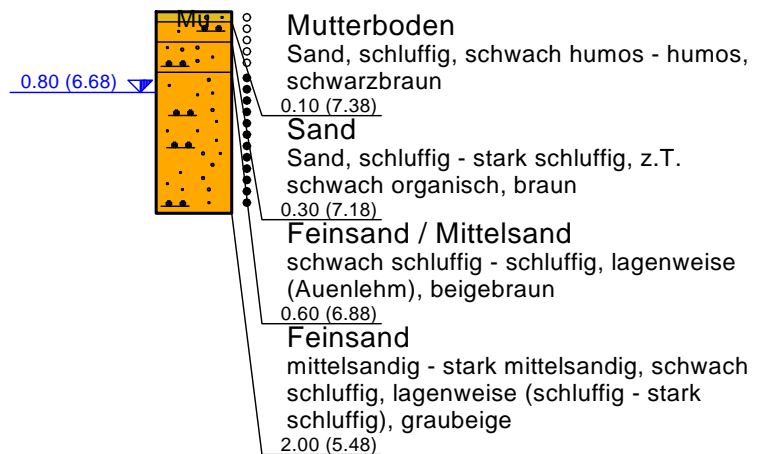 Mu
0.80 (6.68)
Mutterboden
Sand, schluffig, schwach humos - humos,
schwarzbraun
0.10 (7.38)
Sand
Sand, schluffig - stark schluffig, z.T.
schwach organisch, braun
0.30 (7.18)
Feinsand / Mittelsand
schwach schluffig - schluffig, lagenweise
(Auenlehm), beigebraun
0.60 (6.88)
Feinsand
mittelsandig - stark mittelsandig, schwach
schluffig, lagenweise (schluffig - stark
schluffig), graubeige
2.00 (5.48)